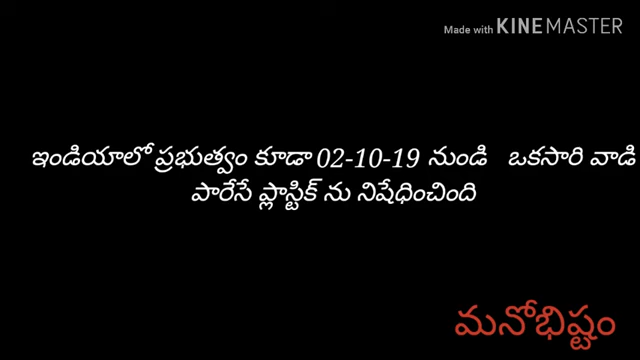 Made with KINEMASTER
ఇండియాలో ప్రభుత్వం కూడా 02-10-19 నుండి ఒకసారి వాడి
పారేసే ప్లాస్టిక్ ను నిషేధించింది
మనోభిష్టం